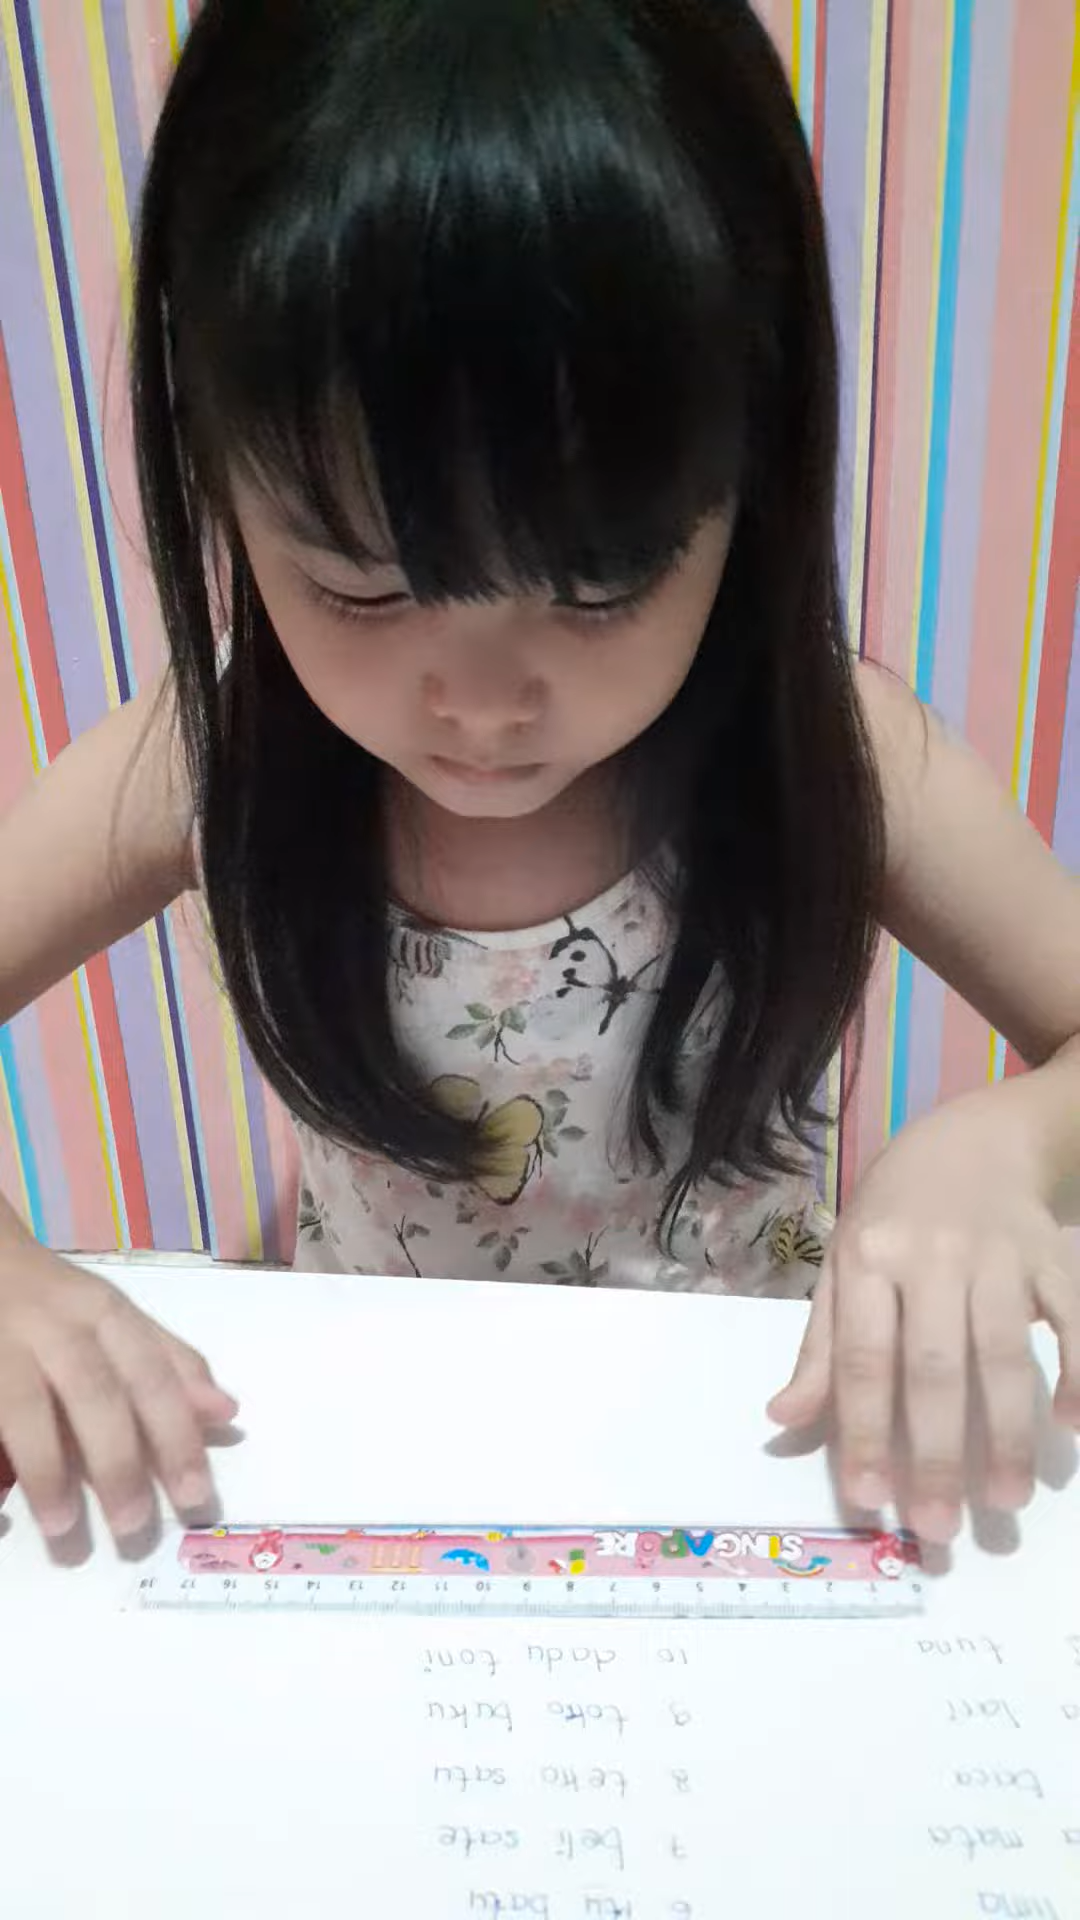 SINGAPORE
0 1 2 3 4 5 6 7 8 9 10 11 12 13 14 15 16 17 18
6 itu batu
7 beli sate
8 teko satu
9 toko buku
10 dadu toni
lima
mata
baca
lari
tuna